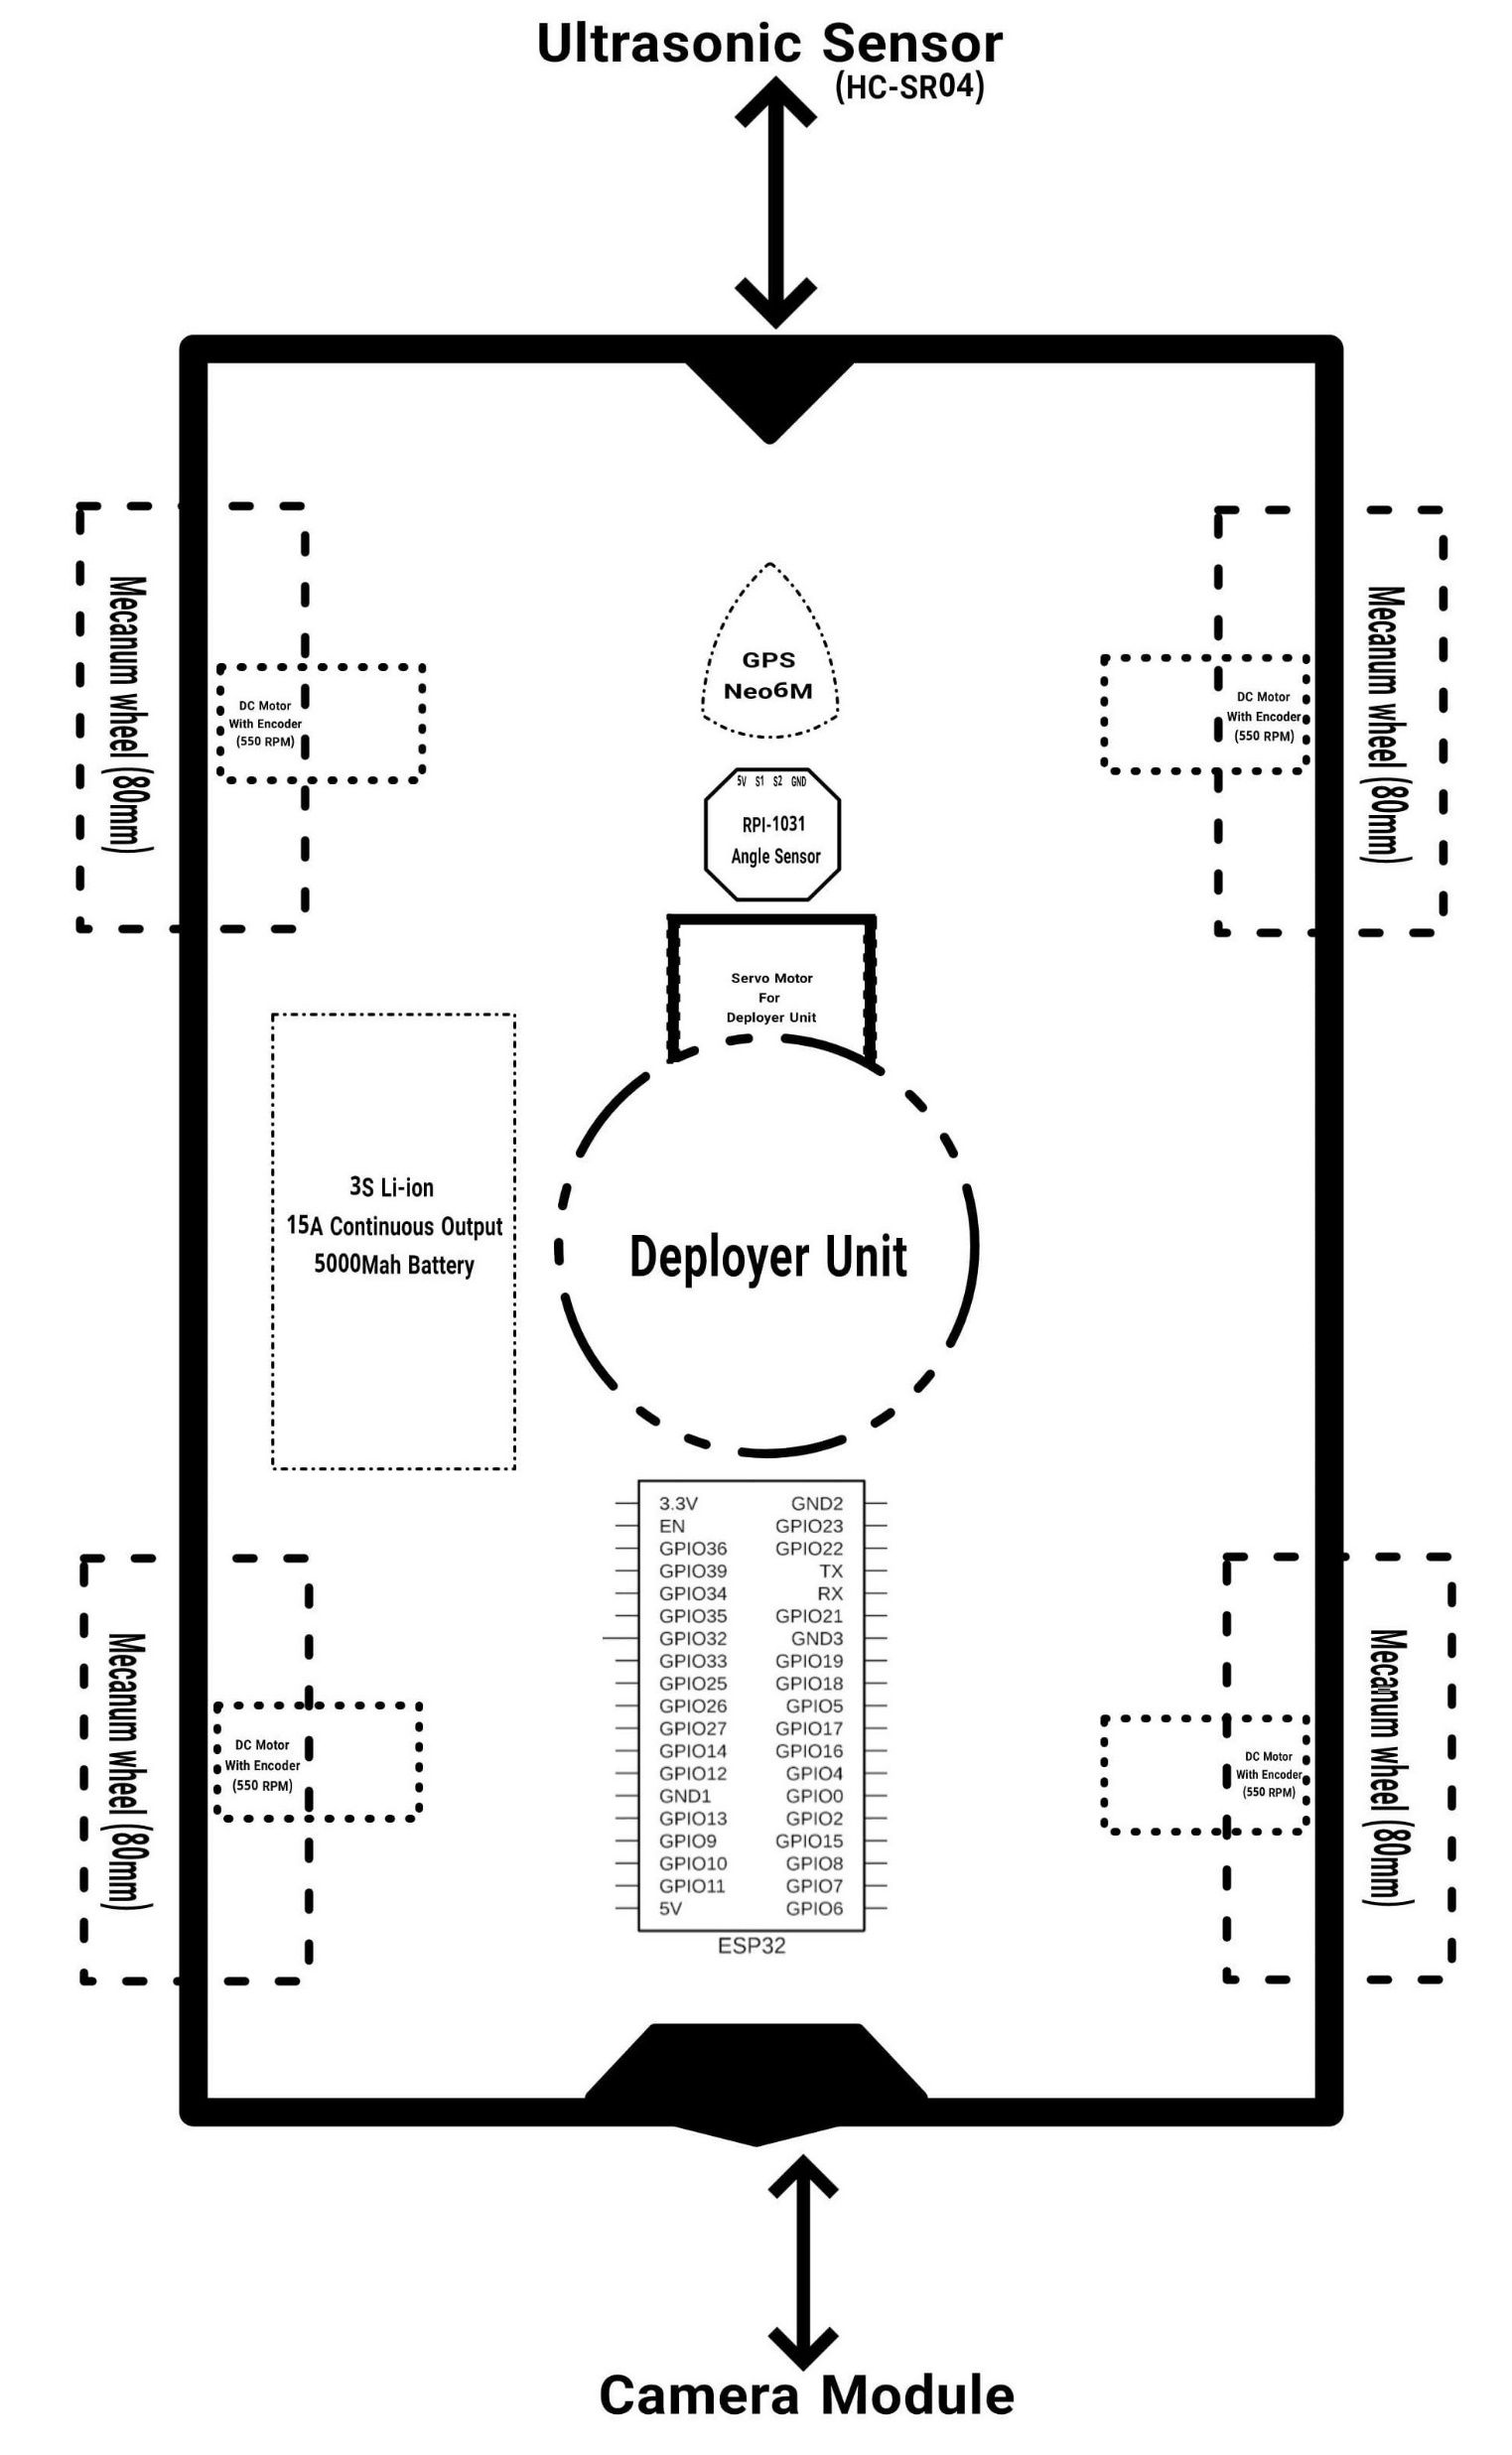 Ultrasonic Sensor
(HC-SR04)
Mecanum wheel (80mm)
DC Motor
With Encoder
(550 RPM)
GPS
Neo6M
DC Motor
With Encoder
(550 RPM)
Mecanum wheel (80mm)
5V S1 S2 GND
RPI-1031
Angle Sensor
Servo Motor
For
Deployer Unit
3S Li-ion
15A Continuous Output
5000Mah Battery
Deployer Unit
3.3V GND2
EN GPIO23
GPIO36 GPIO22
GPIO39 TX
GPIO34 RX
GPIO35 GPIO21
GPIO32 GND3
GPIO33 GPIO19
GPIO25 GPIO18
GPIO26 GPIO5
GPIO27 GPIO17
GPIO14 GPIO16
GPIO12 GPIO4
GND1 GPIO0
GPIO13 GPIO2
GPIO9 GPIO15
GPIO10 GPIO8
GPIO11 GPIO7
5V GPIO6
ESP32
Mecanum wheel (80mm)
DC Motor
With Encoder
(550 RPM)
DC Motor
With Encoder
(550 RPM)
Mecanum wheel (80mm)
Camera Module